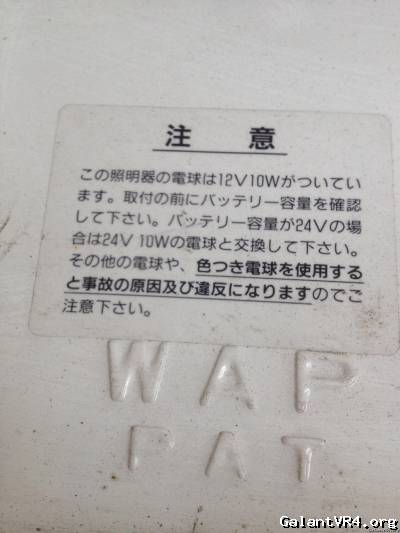 注意
この照明器の電球は12V10Wがついてい
ます。取付の前にバッテリー容量を確認
して下さい。バッテリー容量が24Vの場
合は24V 10Wの電球と交換して下さい。
その他の電球や、色つき電球を使用する
と事故の原因及び違反になりますのでご
注意下さい。
WAP
PAT
GalantVR4.org